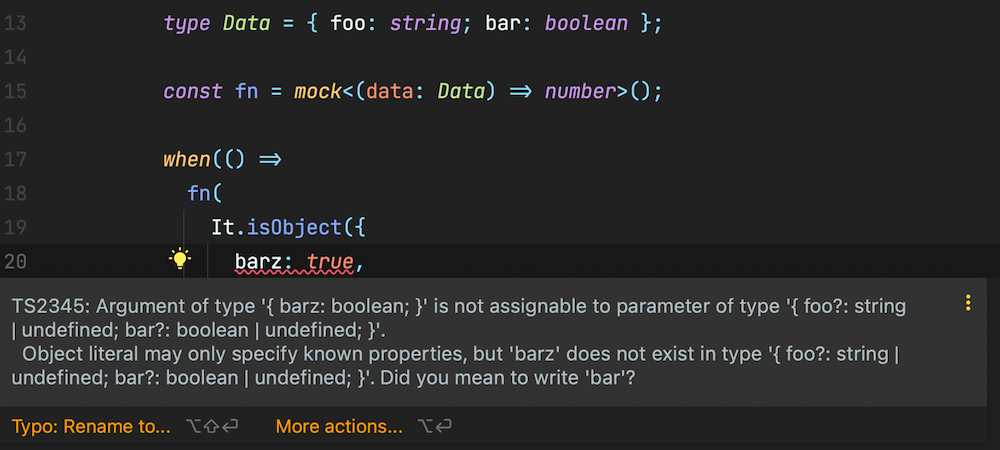 13 type Data = { foo: string; bar: boolean };
14
15 const fn = mock<(data: Data) ⇒ number>();
16
17 when(() ⇒
18 fn(
19 It.isObject({
20 barz: true,
TS2345: Argument of type '{ barz: boolean; }' is not assignable to parameter of type '{ foo?: string
| undefined; bar?: boolean | undefined; }'.
Object literal may only specify known properties, but 'barz' does not exist in type '{ foo?: string |
undefined; bar?: boolean | undefined; }'. Did you mean to write 'bar'?
Typo: Rename to... ⌥⇧⏎ More actions... ⌥⏎